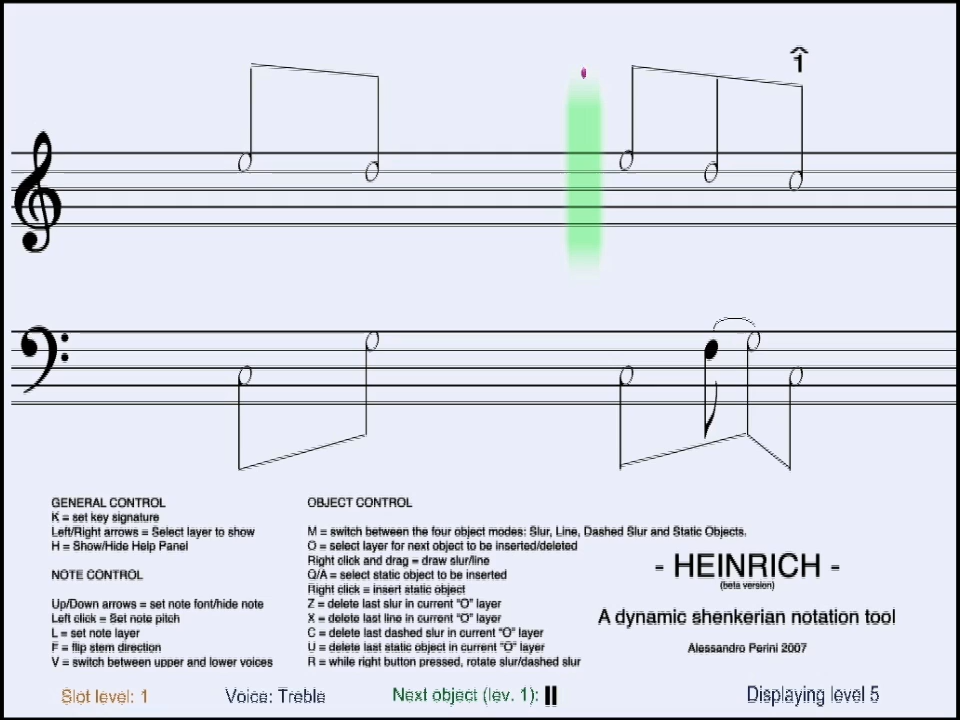 1
GENERAL CONTROL
K = set key signature
Left/Right arrows = Select layer to show
H = Show/Hide Help Panel
NOTE CONTROL
Up/Down arrows = set note font/hide note
Left click = Set note pitch
L = set note layer
F = flip stem direction
V = switch between upper and lower voices
OBJECT CONTROL
M = switch between the four object modes: Slur, Line, Dashed Slur and Static Objects.
O = select layer for next object to be inserted/deleted
Right click and drag = draw slur/line
Q/A = select static object to be inserted
Right click = insert static object
Z = delete last slur in current "O" layer
X = delete last line in current "O" layer
C = delete last dashed slur in current "O" layer
U = delete last static object in current "O" layer
R = while right button pressed, rotate slur/dashed slur
- HEINRICH -
(beta version)
A dynamic shenkerian notation tool
Alessandro Perini 2007
Slot level: 1
Voice: Treble
Next object (lev. 1): II
Displaying level 5